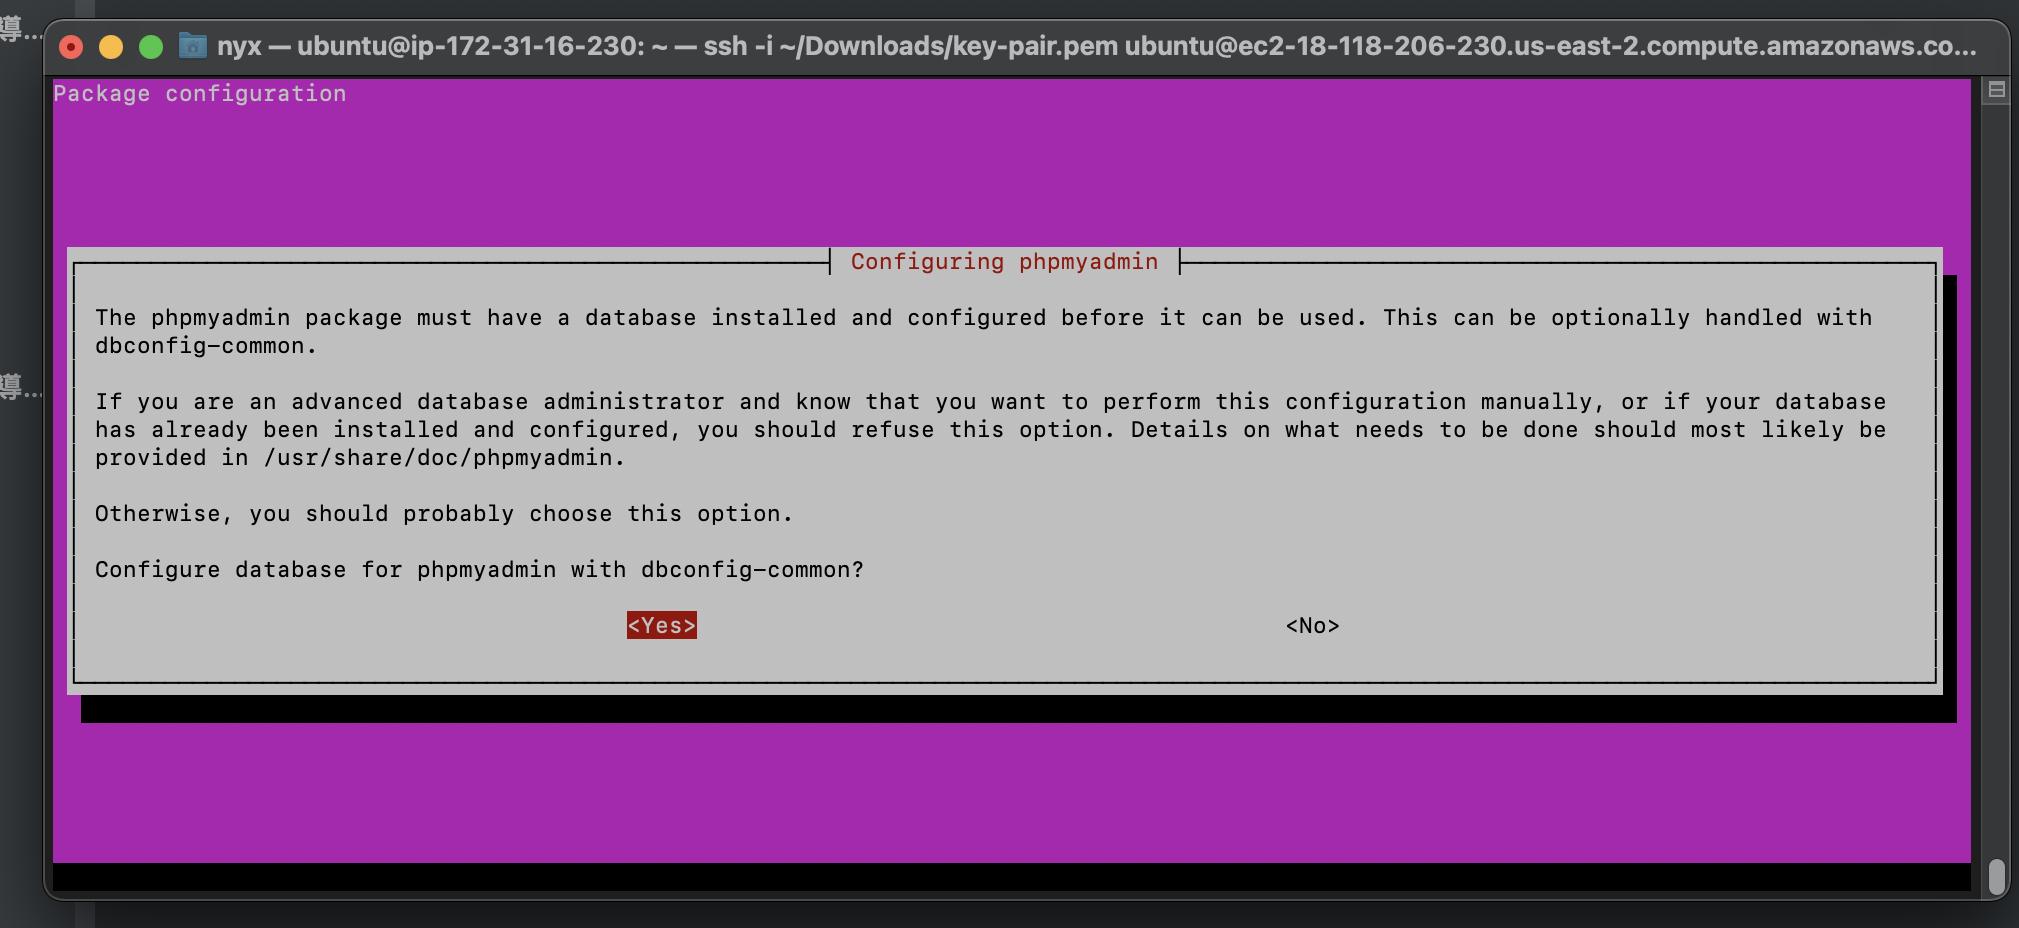 導...
nyx — ubuntu@ip-172-31-16-230: ~ — ssh -i ~/Downloads/key-pair.pem ubuntu@ec2-18-118-206-230.us-east-2.compute.amazonaws.co...
Package configuration
Configuring phpmyadmin
The phpmyadmin package must have a database installed and configured before it can be used. This can be optionally handled with
dbconfig-common.
導...
If you are an advanced database administrator and know that you want to perform this configuration manually, or if your database
has already been installed and configured, you should refuse this option. Details on what needs to be done should most likely be
provided in /usr/share/doc/phpmyadmin.
Otherwise, you should probably choose this option.
Configure database for phpmyadmin with dbconfig-common?
<Yes> <No>